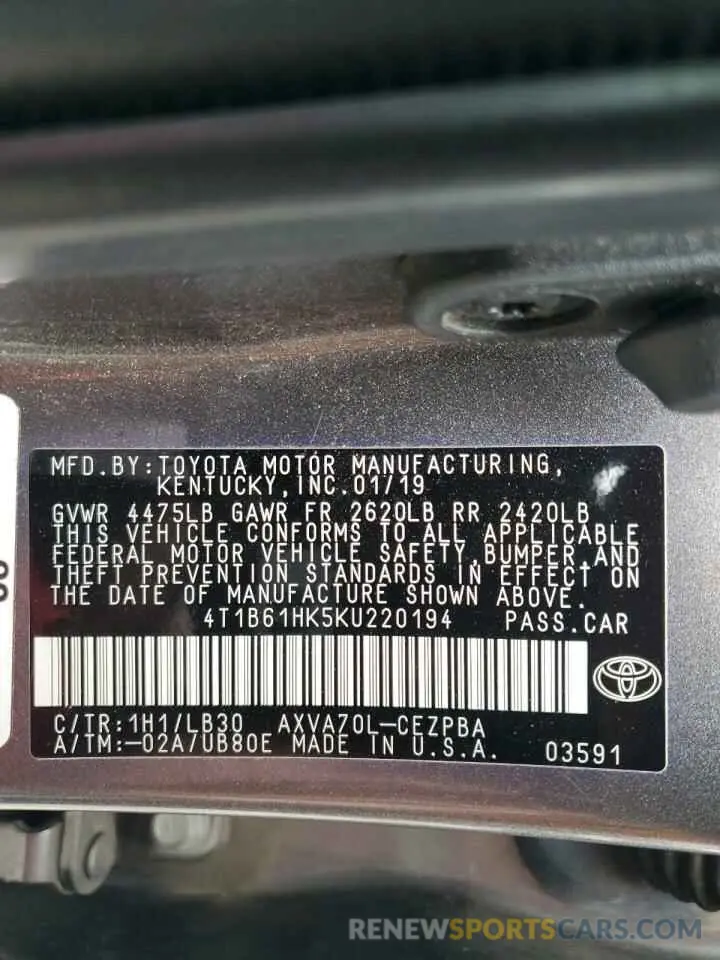 MFD.BY:TOYOTA MOTOR MANUFACTURING,
KENTUCKY,INC.01/19
GVWR 4475LB GAWR FR 2620LB RR 2420LB
THIS VEHICLE CONFORMS TO ALL APPLICABLE
FEDERAL MOTOR VEHICLE SAFETY,BUMPER,AND
THEFT PREVENTION STANDARDS IN EFFECT ON
THE DATE OF MANUFACTURE SHOWN ABOVE.
4T1B61HK5KU220194 PASS.CAR
C/TR:1H1/LB30 AXVA70L-CEZPBA
A/TM:-02A/UB80E MADE IN U.S.A. 03591
RENEWSPORTSCARS.COM